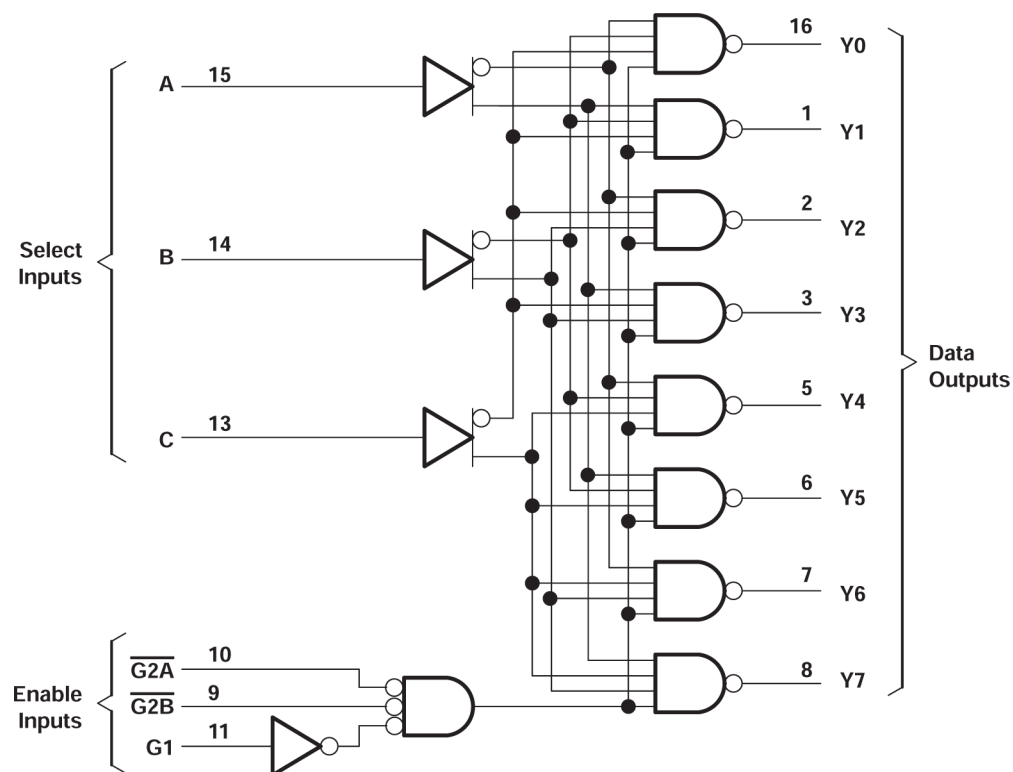 16 Y0
A 15
1 Y1
2 Y2
Select
Inputs
B 14
3 Y3
Data
Outputs
5 Y4
C 13
6 Y5
7 Y6
Enable
Inputs
G2A 10
G2B 9
G1 11
8 Y7